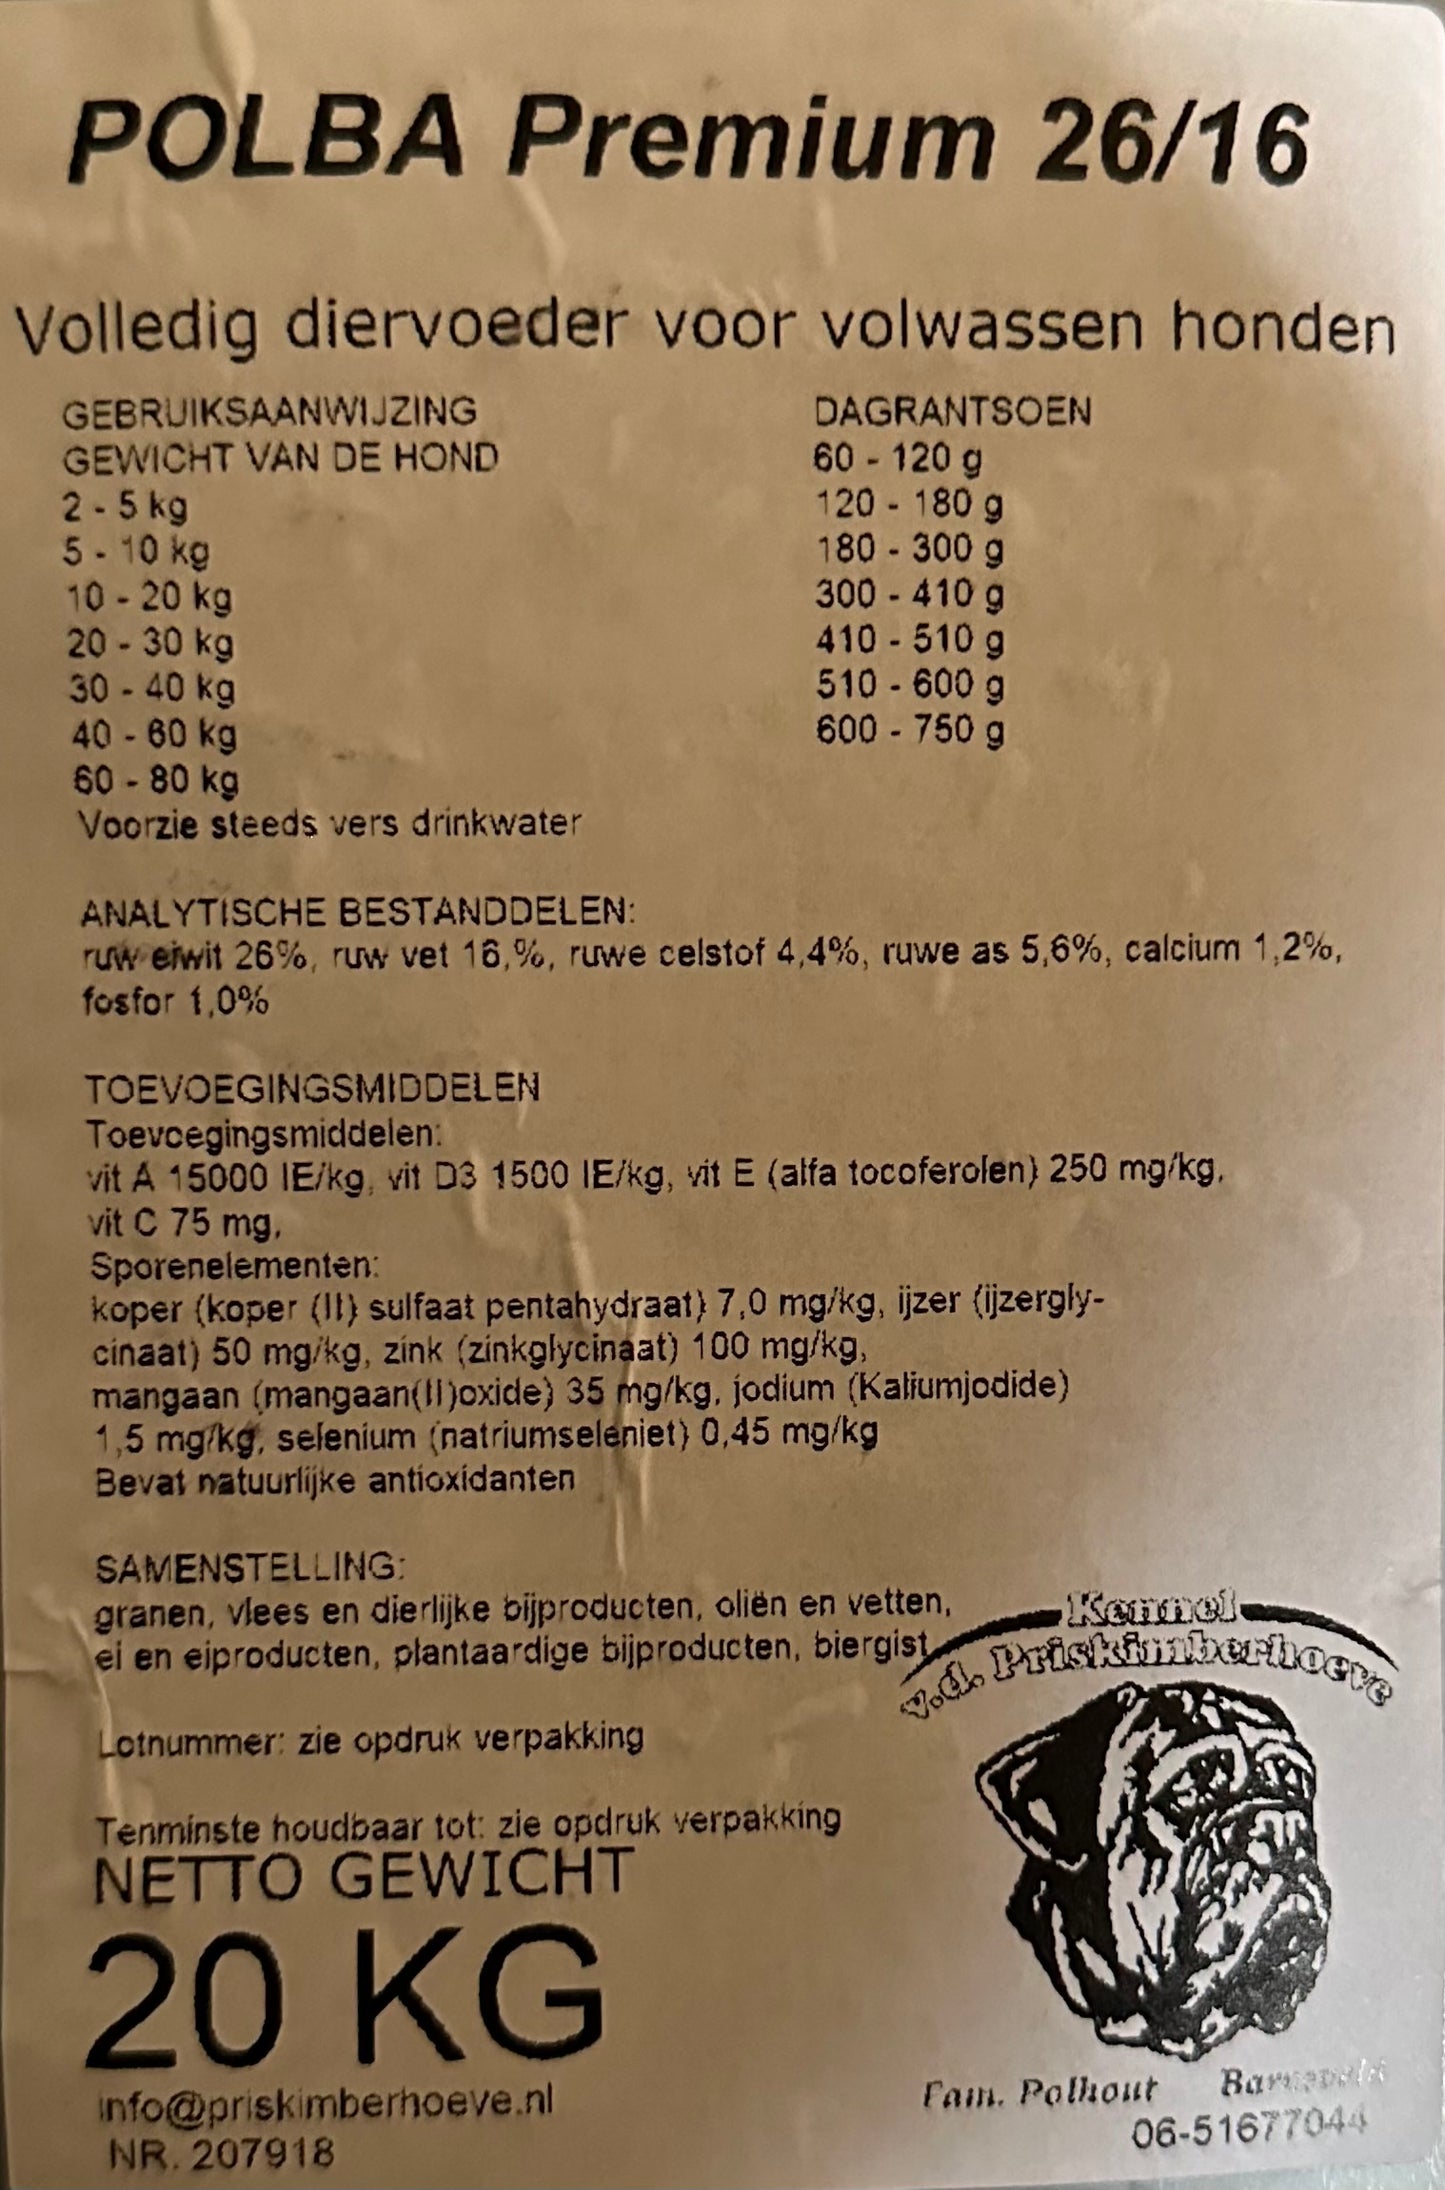 POLBA Premium 26/16
Volledig diervoeder voor volwassen honden
GEBRUIKSAANWIJZING
GEWICHT VAN DE HOND
2 - 5 kg
5 - 10 kg
10 - 20 kg
20 - 30 kg
30 - 40 kg
40 - 60 kg
60 - 80 kg
Voorzie steeds vers drinkwater
DAGRANTSOEN
60 - 120 g
120 - 180 g
180 - 300 g
300 - 410 g
410 - 510 g
510 - 600 g
600 - 750 g
ANALYTISCHE BESTANDDELEN:
ruw eiwit 26%, ruw vet 16,%, ruwe celstof 4,4%, ruwe as 5,6%, calcium 1,2%,
fosfor 1,0%
TOEVOEGINGSMIDDELEN
Toevoegingsmiddelen:
vit A 15000 IE/kg, vit D3 1500 IE/kg, vit E (alfa tocoferolen) 250 mg/kg,
vit C 75 mg,
Sporenelementen:
koper (koper (II) sulfaat pentahydraat) 7,0 mg/kg, ijzer (ijzergly-
cinaat) 50 mg/kg, zink (zinkglycinaat) 100 mg/kg,
mangaan (mangaan(II)oxide) 35 mg/kg, jodium (Kaliumjodide)
1,5 mg/kg, selenium (natriumseleniet) 0,45 mg/kg
Bevat natuurlijke antioxidanten
SAMENSTELLING:
granen, vlees en dierlijke bijproducten, oliën en vetten,
ei en eiproducten, plantaardige bijproducten, biergist
Lotnummer: zie opdruk verpakking
Tenminste houdbaar tot: zie opdruk verpakking
NETTO GEWICHT
20 KG
info@priskimberhoeve.nl
NR. 207918
Kennel
v.d. Priskimberhoeve
Fam. Polhout Barneveld
06-51677044